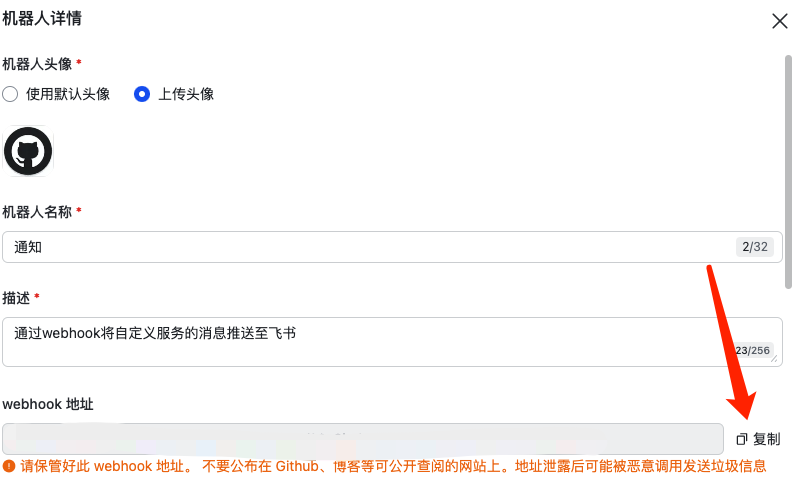 机器人详情
机器人头像 *
使用默认头像 上传头像
机器人名称 *
通知 2/32
描述 *
通过webhook将自定义服务的消息推送至飞书
23/256
webhook 地址
复制
请保管好此 webhook 地址。 不要公布在 Github、博客等可公开查阅的网站上。地址泄露后可能被恶意调用发送垃圾信息